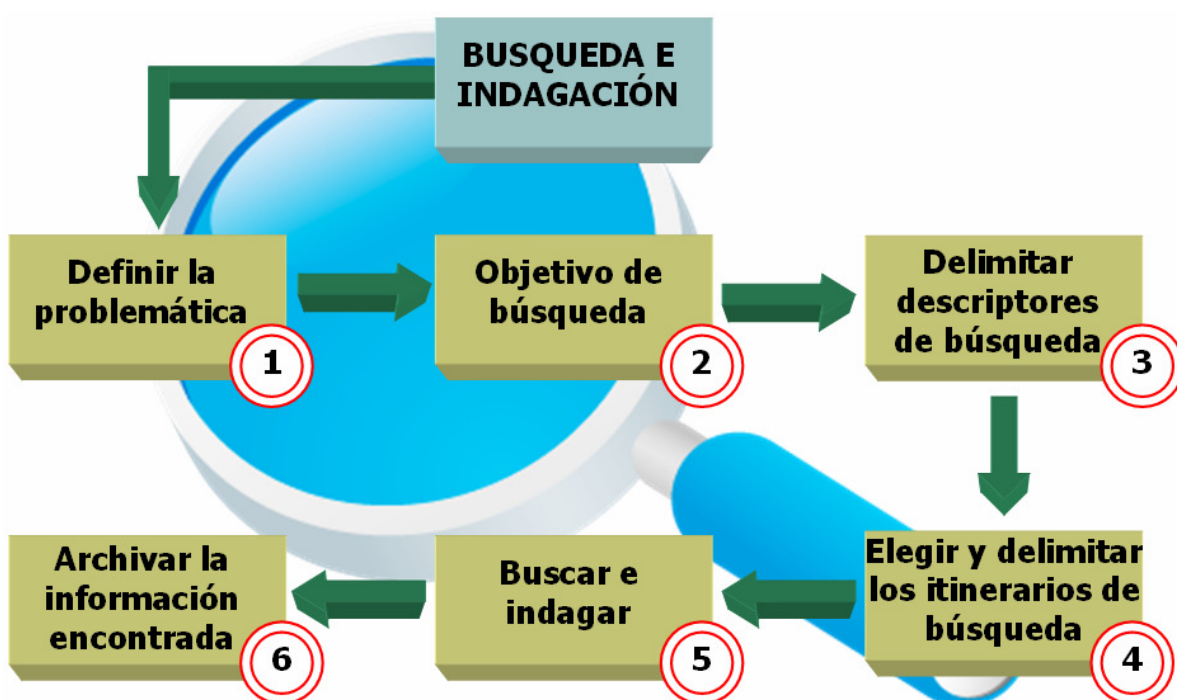 BUSQUEDA E
INDAGACIÓN
Definir la
problemática
1
Objetivo de
búsqueda
2
Delimitar
descriptores
de búsqueda
3
Elegir y delimitar
los itinerarios de
búsqueda
4
Buscar e
indagar
5
Archivar la
información
encontrada
6